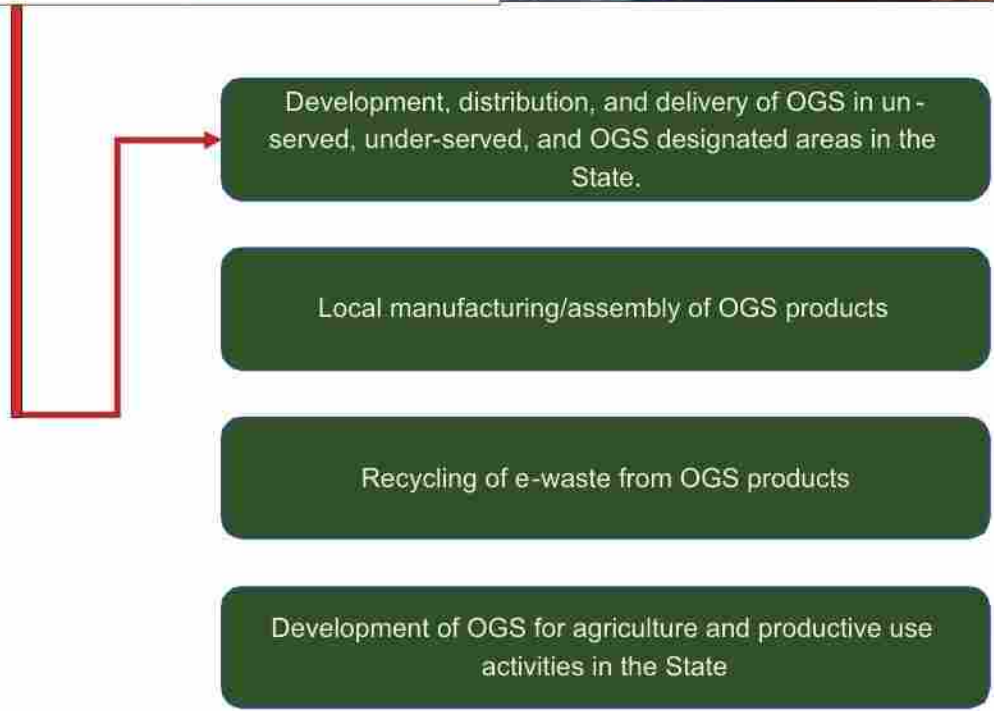 Development, distribution, and delivery of OGS in un-
served, under-served, and OGS designated areas in the
State.
Local manufacturing/assembly of OGS products
Recycling of e-waste from OGS products
Development of OGS for agriculture and productive use
activities in the State